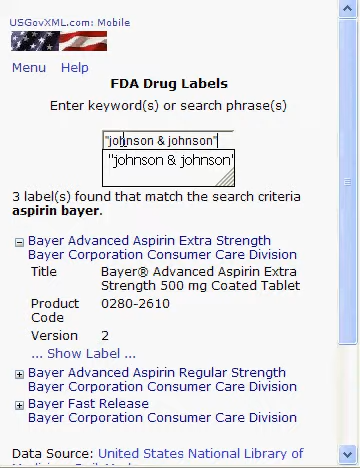 USGovXML.com: Mobile
Menu Help
FDA Drug Labels
Enter keyword(s) or search phrase(s)
"johnson & johnson"
"johnson & johnson"
3 label(s) found that match the search criteria
aspirin bayer.
Bayer Advanced Aspirin Extra Strength
Bayer Corporation Consumer Care Division
Title Bayer® Advanced Aspirin Extra
Strength 500 mg Coated Tablet
Product 0280-2610
Code
Version 2
... Show Label ...
Bayer Advanced Aspirin Regular Strength
Bayer Corporation Consumer Care Division
Bayer Fast Release
Bayer Corporation Consumer Care Division
Data Source: United States National Library of